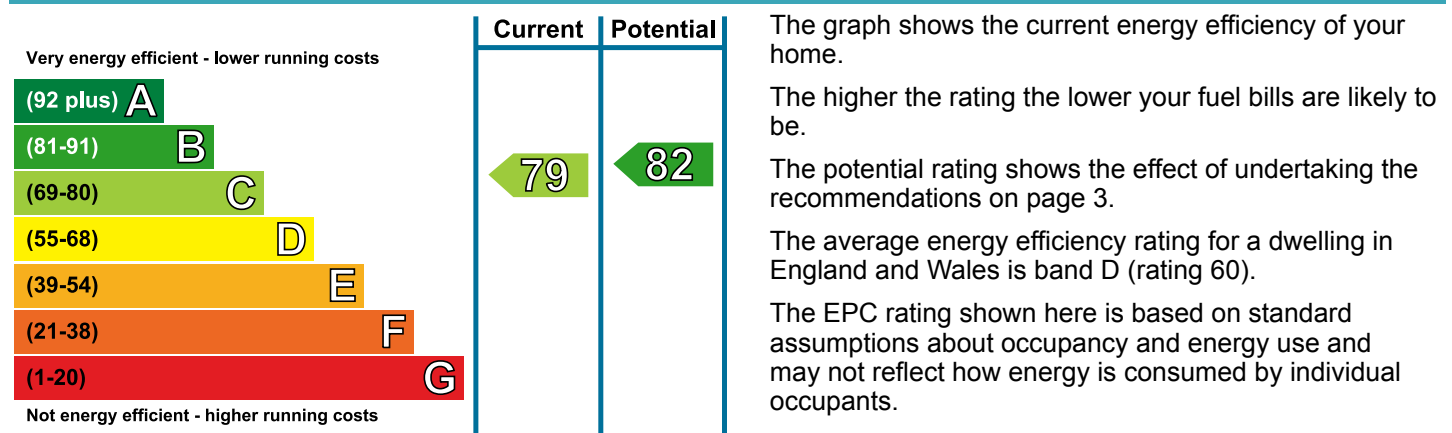 Current Potential
Very energy efficient - lower running costs
(92 plus) A
(81-91) B
(69-80) C
(55-68) D
(39-54) E
(21-38) F
(1-20) G
Not energy efficient - higher running costs
79
82
The graph shows the current energy efficiency of your
home.
The higher the rating the lower your fuel bills are likely to
be.
The potential rating shows the effect of undertaking the
recommendations on page 3.
The average energy efficiency rating for a dwelling in
England and Wales is band D (rating 60).
The EPC rating shown here is based on standard
assumptions about occupancy and energy use and
may not reflect how energy is consumed by individual
occupants.